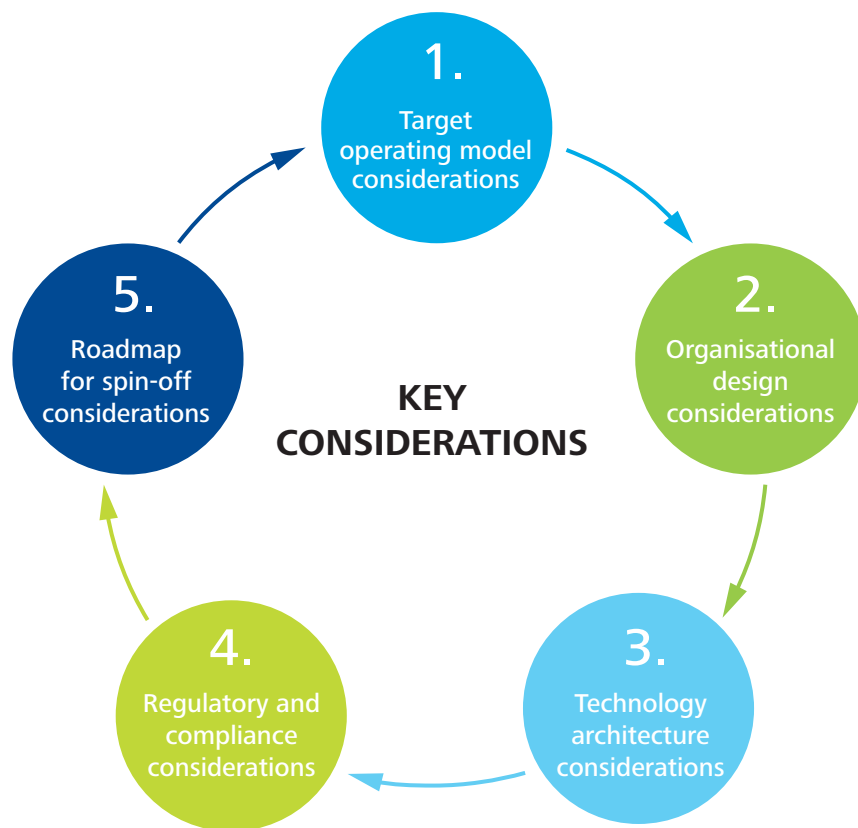 1.
Target
operating model
considerations
2.
Organisational
design
considerations
3.
Technology
architecture
considerations
4.
Regulatory and
compliance
considerations
5.
Roadmap
for spin-off
considerations
KEY
CONSIDERATIONS